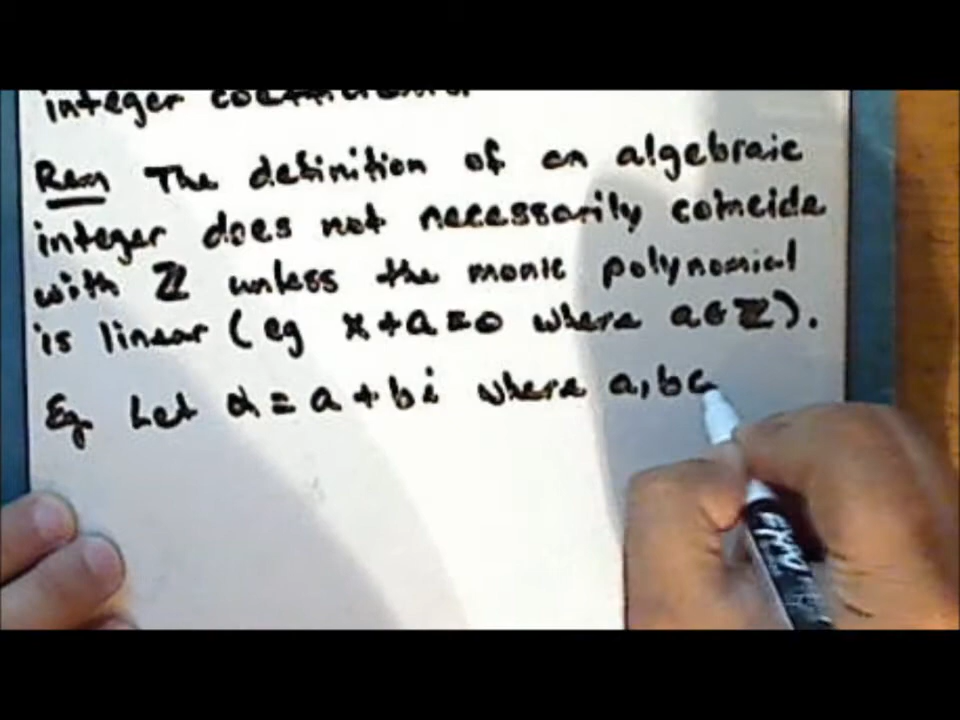 integer
Rem The definition of an algebraic
integer does not necessarily coincide
with ℤ unless the monic polynomial
is linear (eg x+a=0 where a∈ℤ).
Eg. Let α = a + bi where a, b∈
EXPO